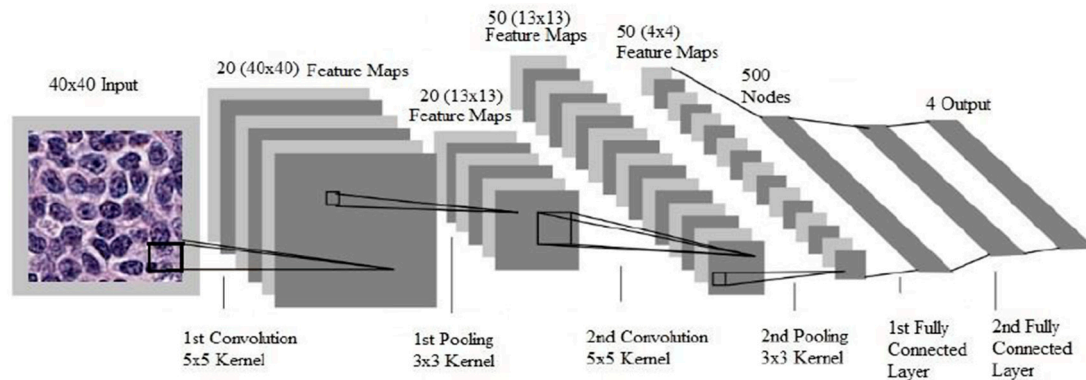 40x40 Input
20 (40x40) Feature Maps
20 (13x13)
Feature Maps
50 (13x13)
Feature Maps
50 (4x4)
Feature Maps
500
Nodes
4 Output
1st Convolution
5x5 Kernel
1st Pooling
3x3 Kernel
2nd Convolution
5x5 Kernel
2nd Pooling
3x3 Kernel
1st Fully
Connected
Layer
2nd Fully
Connected
Layer